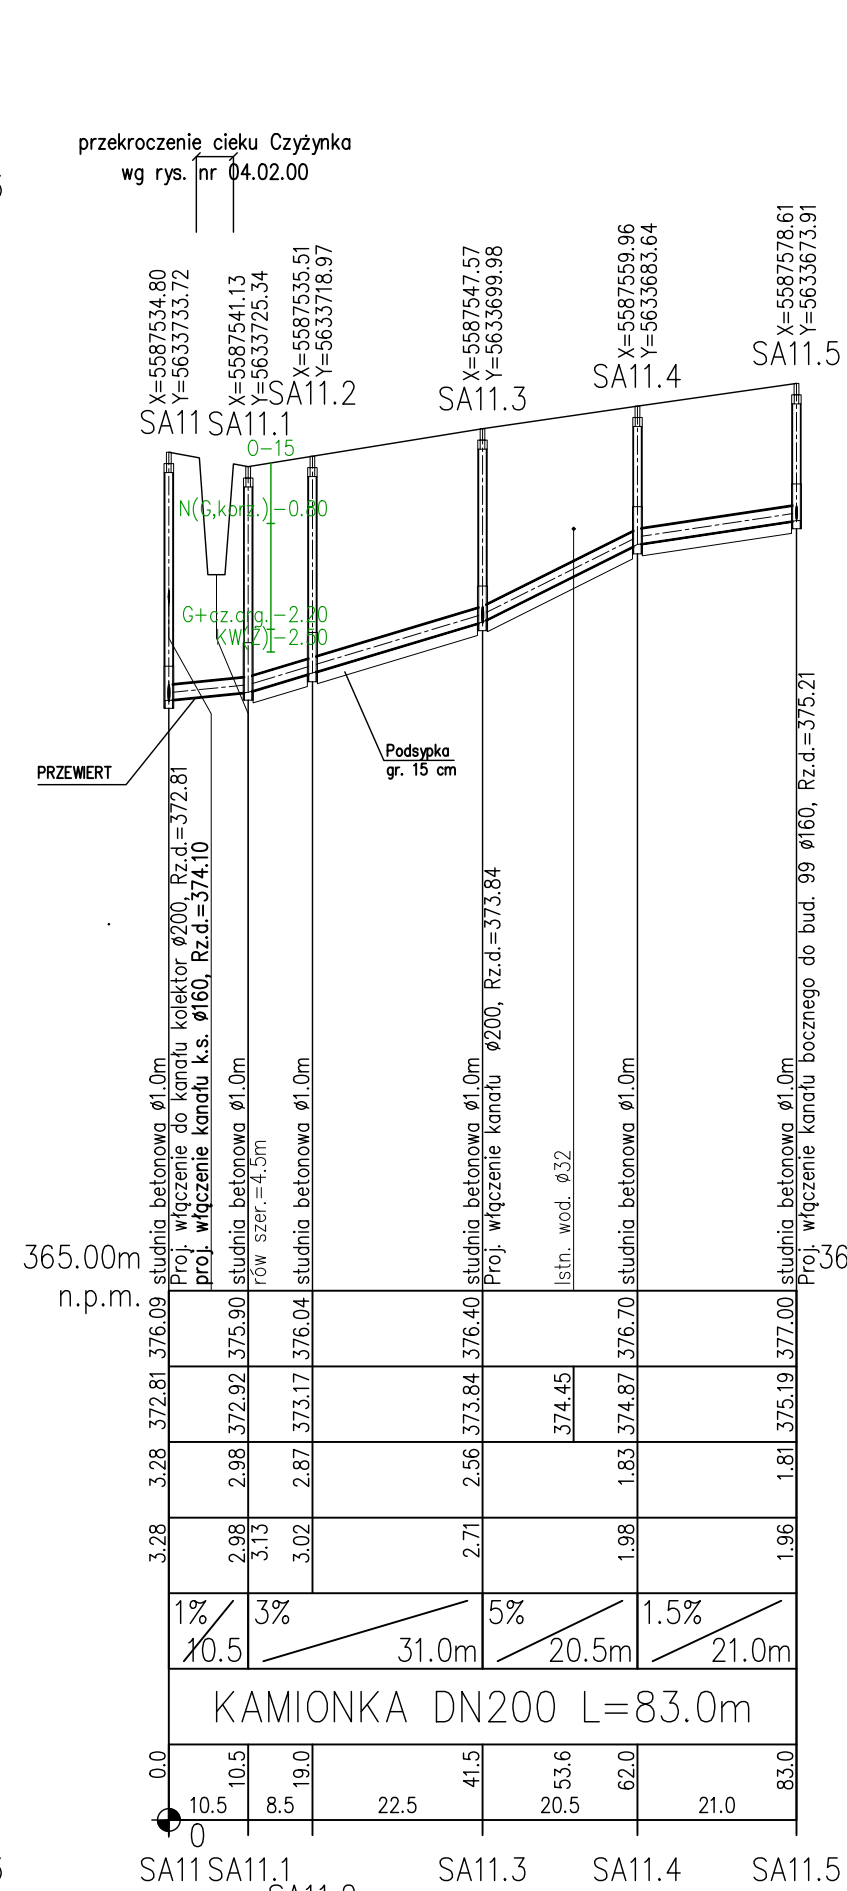 przekroczenie cieku Czyżynka
wg rys. nr 04.02.00
X=5587534.80
Y=5633733.72
X=5587541.13
Y=5633725.34
X=5587535.51
Y=5633718.97
X=5587547.57
Y=5633699.98
X=5587559.96
Y=5633683.64
X=5587578.61
Y=5633673.91
SA11
SA11.1
SA11.2
SA11.3
SA11.4
SA11.5
0-15
N(G,korz.)-0.80
G+cz.org.-2.20
KW(Z)-2.50
PRZEWIERT
Podsypka
gr. 15 cm
studnia betonowa ø1.0m
Proj. włączenie do kanału kolektor ø200, Rz.d.=372.81
proj. włączenie kanału k.s. ø160, Rz.d.=374.10
studnia betonowa ø1.0m
rów szer.=4.5m
studnia betonowa ø1.0m
studnia betonowa ø1.0m
Proj. włączenie kanału ø200, Rz.d.=373.84
Istn. wod. ø32
studnia betonowa ø1.0m
studnia betonowa ø1.0m
Proj. włączenie kanału bocznego do bud. 99 ø160, Rz.d.=375.21
365.00m
n.p.m.
36
376.09 375.90 376.04 376.40 376.70 377.00
372.81 372.92 373.17 373.84 374.45 374.87 375.19
3.28 2.98 2.87 2.56 1.83 1.81
3.28 2.98 3.13 3.02 2.71 1.98 1.96
1% 3% 5% 1.5%
10.5 31.0m 20.5m 21.0m
KAMIONKA DN200 L=83.0m
0.0 10.5 19.0 41.5 53.6 62.0 83.0
10.5 8.5 22.5 20.5 21.0
0
SA11 SA11.1 SA11.3 SA11.4 SA11.5